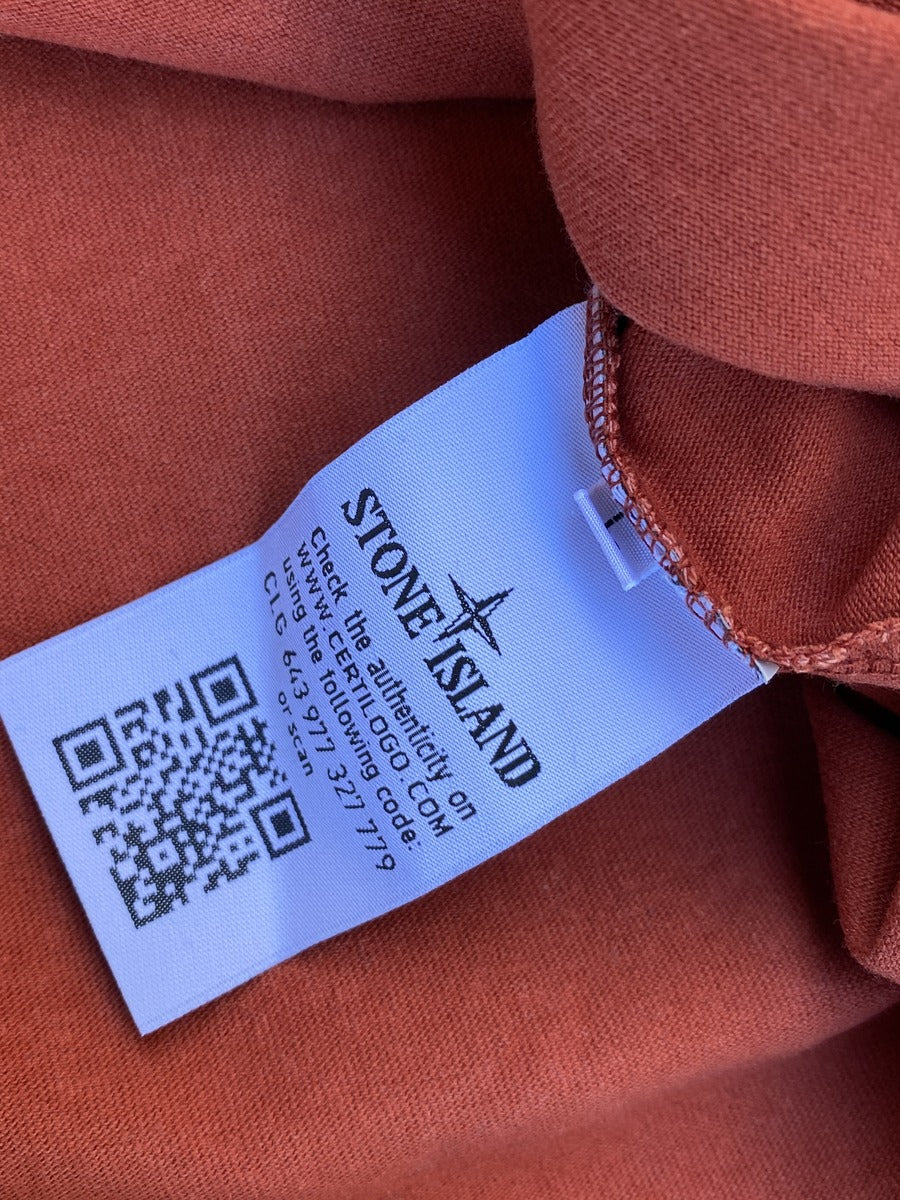 STONE ISLAND
Check the authenticity on
WWW.CERTILOGO.COM
using the following code:
CLG 643 977 327 779
or scan